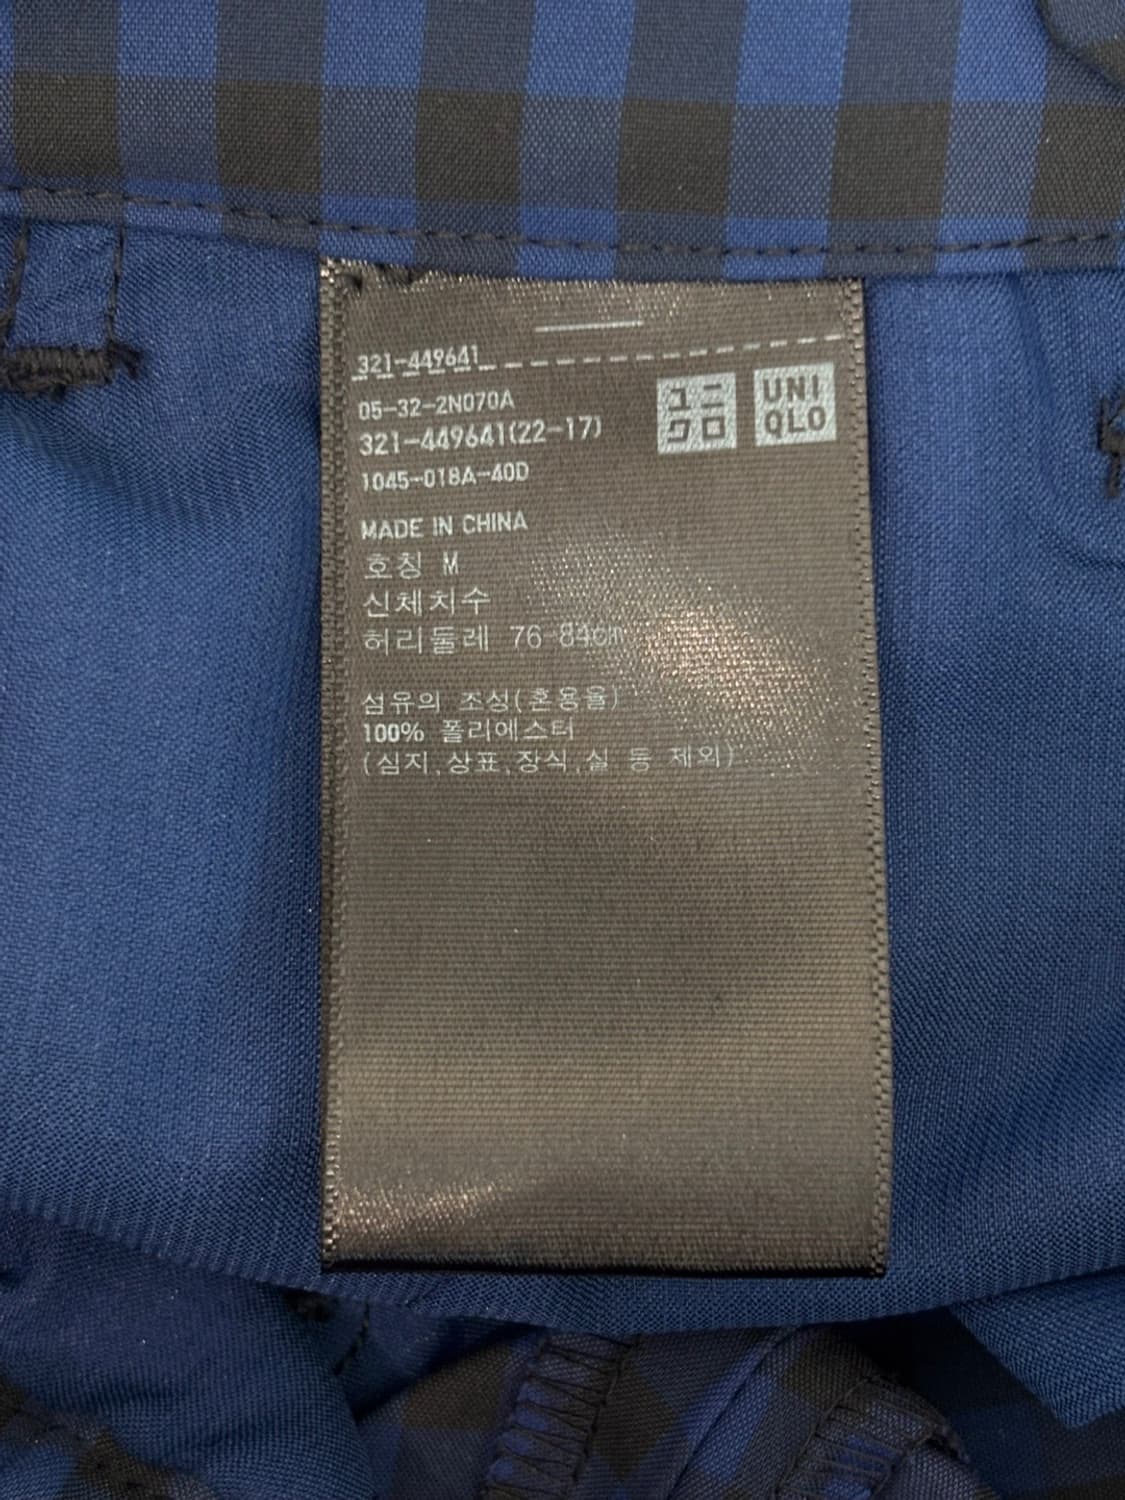 321-449641
05-32-2N070A
321-449641(22-17)
1045-018A-40D
ユニ
クロ
UNI
QLO
MADE IN CHINA
호칭 M
신체치수
허리둘레 76-84cm
섬유의 조성(혼용율)
100% 폴리에스터
(심지,상표,장식,실 등 제외)